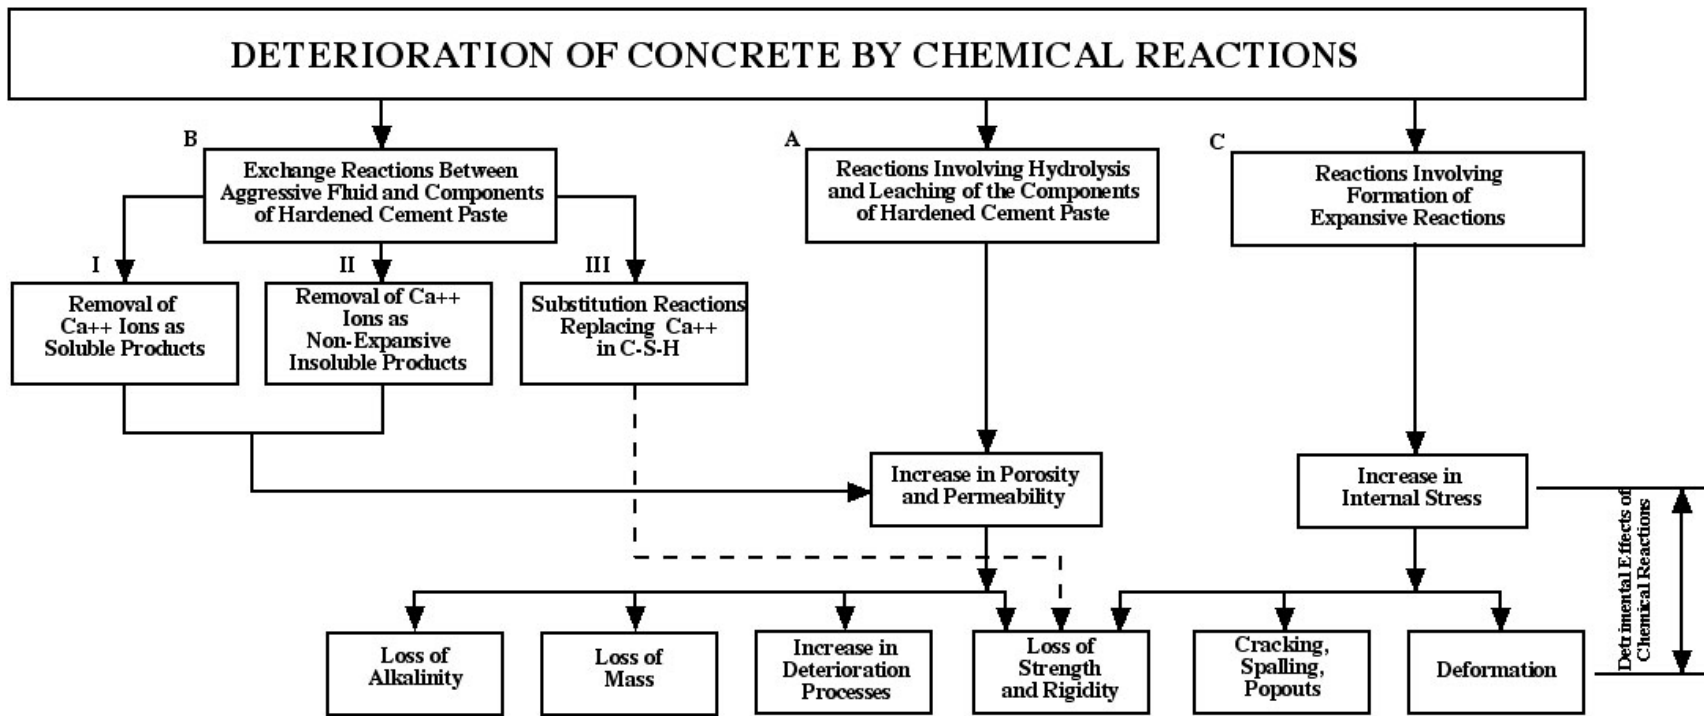 DETERIORATION OF CONCRETE BY CHEMICAL REACTIONS
B
Exchange Reactions Between
Aggressive Fluid and Components
of Hardened Cement Paste
A
Reactions Involving Hydrolysis
and Leaching of the Components
of Hardened Cement Paste
C
Reactions Involving
Formation of
Expansive Reactions
I
Removal of
Ca++ Ions as
Soluble Products
II
Removal of Ca++
Ions as
Non-Expansive
Insoluble Products
III
Substitution Reactions
Replacing Ca++
in C-S-H
Increase in Porosity
and Permeability
Increase in
Internal Stress
Detrimental Effects of
Chemical Reactions
Loss of
Alkalinity
Loss of
Mass
Increase in
Deterioration
Processes
Loss of
Strength
and Rigidity
Cracking,
Spalling,
Popouts
Deformation